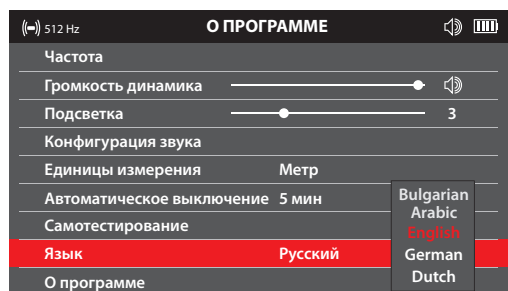 512 Hz О ПРОГРАММЕ
Частота
Громкость динамика
Подсветка 3
Конфигурация звука
Единицы измерения Метр
Автоматическое выключение 5 мин
Самотестирование
Язык Русский
О программе
Bulgarian
Arabic
English
German
Dutch